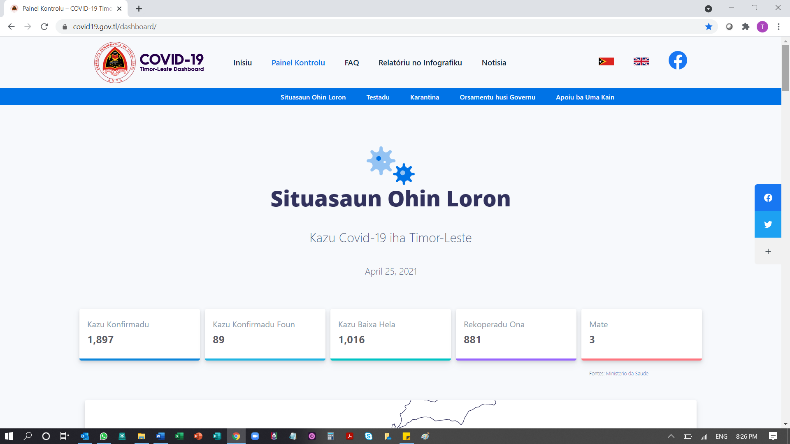 Painel Kontrolu – COVID-19 Timo
covid19.gov.tl/dashboard/
T
COVID-19
Timor-Leste Dashboard
Inisiu
Painel Kontrolu
FAQ
Relatóriu no Infografiku
Notisia
Situasaun Ohin Loron
Testadu
Karantina
Orsamentu husi Governu
Apoiu ba Uma Kain
Situasaun Ohin Loron
Kazu Covid-19 iha Timor-Leste
April 25, 2021
Kazu Konfirmadu
1,897
Kazu Konfirmadu Foun
89
Kazu Baixa Hela
1,016
Rekoperadu Ona
881
Mate
3
Fontes: Ministerio da Saúde
ENG
8:26 PM